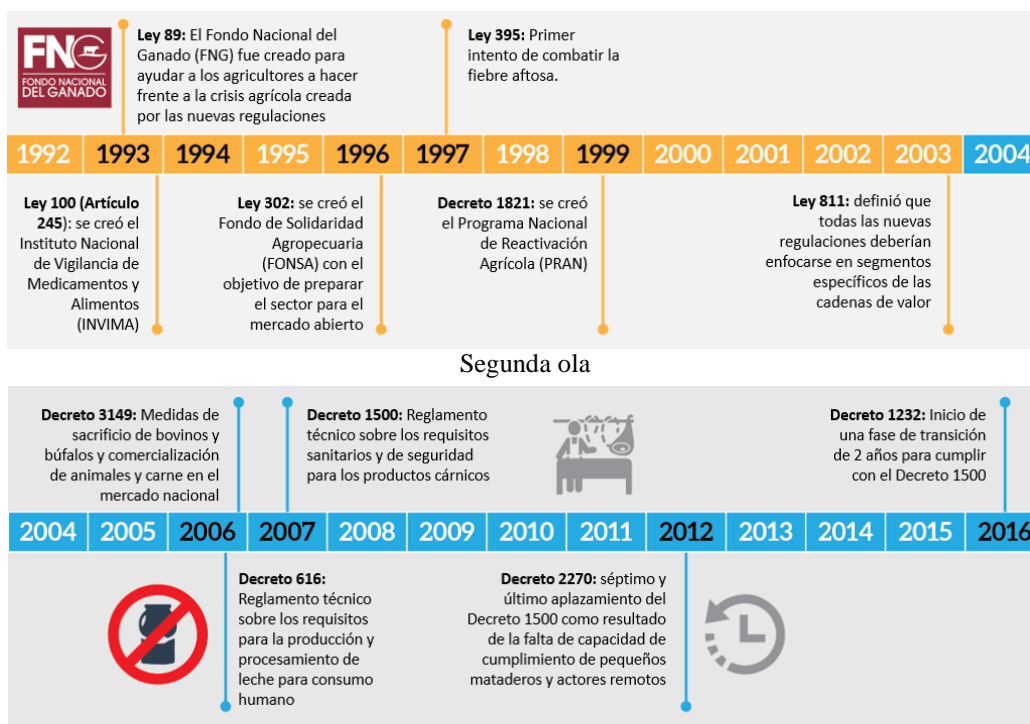 FNG
FONDO NACIONAL
DEL GANADO
Ley 89: El Fondo Nacional del
Ganado (FNG) fue creado para
ayudar a los agricultores a hacer
frente a la crisis agrícola creada
por las nuevas regulaciones
Ley 395: Primer
intento de combatir la
fiebre aftosa.
1992 1993 1994 1995 1996 1997 1998 1999 2000 2001 2002 2003 2004
Ley 100 (Artículo
245): se creó el
Instituto Nacional
de Vigilancia de
Medicamentos y
Alimentos
(INVIMA)
Ley 302: se creó el
Fondo de Solidaridad
Agropecuaria
(FONSA) con el
objetivo de preparar
el sector para el
mercado abierto
Decreto 1821: se creó
el Programa Nacional
de Reactivación
Agrícola (PRAN)
Ley 811: definió que
todas las nuevas
regulaciones deberían
enfocarse en segmentos
específicos de las
cadenas de valor
Segunda ola
Decreto 3149: Medidas de
sacrificio de bovinos y
búfalos y comercialización
de animales y carne en el
mercado nacional
Decreto 1500: Reglamento
técnico sobre los requisitos
sanitarios y de seguridad
para los productos cárnicos
Decreto 1232: Inicio de
una fase de transición
de 2 años para cumplir
con el Decreto 1500
2004 2005 2006 2007 2008 2009 2010 2011 2012 2013 2014 2015 2016
Decreto 616:
Reglamento técnico
sobre los requisitos
para la producción y
procesamiento de
leche para consumo
humano
Decreto 2270: séptimo y
último aplazamiento del
Decreto 1500 como resultado
de la falta de capacidad de
cumplimiento de pequeños
mataderos y actores remotos